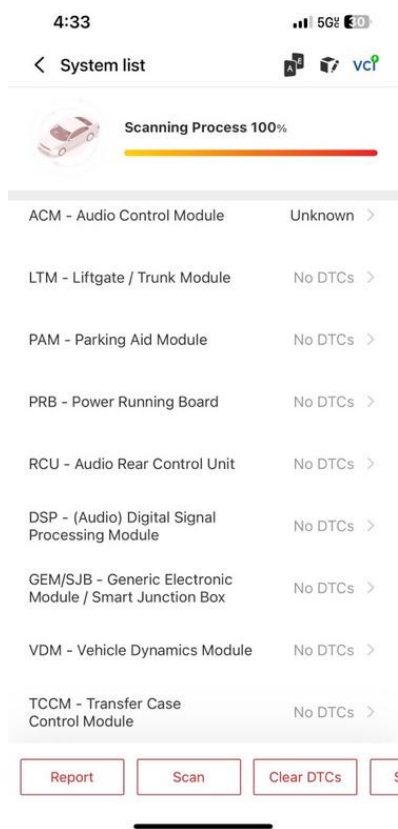 4:33
5G 30
System list
A E
vci
Scanning Process 100%
ACM - Audio Control Module Unknown
LTM - Liftgate / Trunk Module No DTCs
PAM - Parking Aid Module No DTCs
PRB - Power Running Board No DTCs
RCU - Audio Rear Control Unit No DTCs
DSP - (Audio) Digital Signal
Processing Module No DTCs
GEM/SJB - Generic Electronic
Module / Smart Junction Box No DTCs
VDM - Vehicle Dynamics Module No DTCs
TCCM - Transfer Case
Control Module No DTCs
Report Scan Clear DTCs